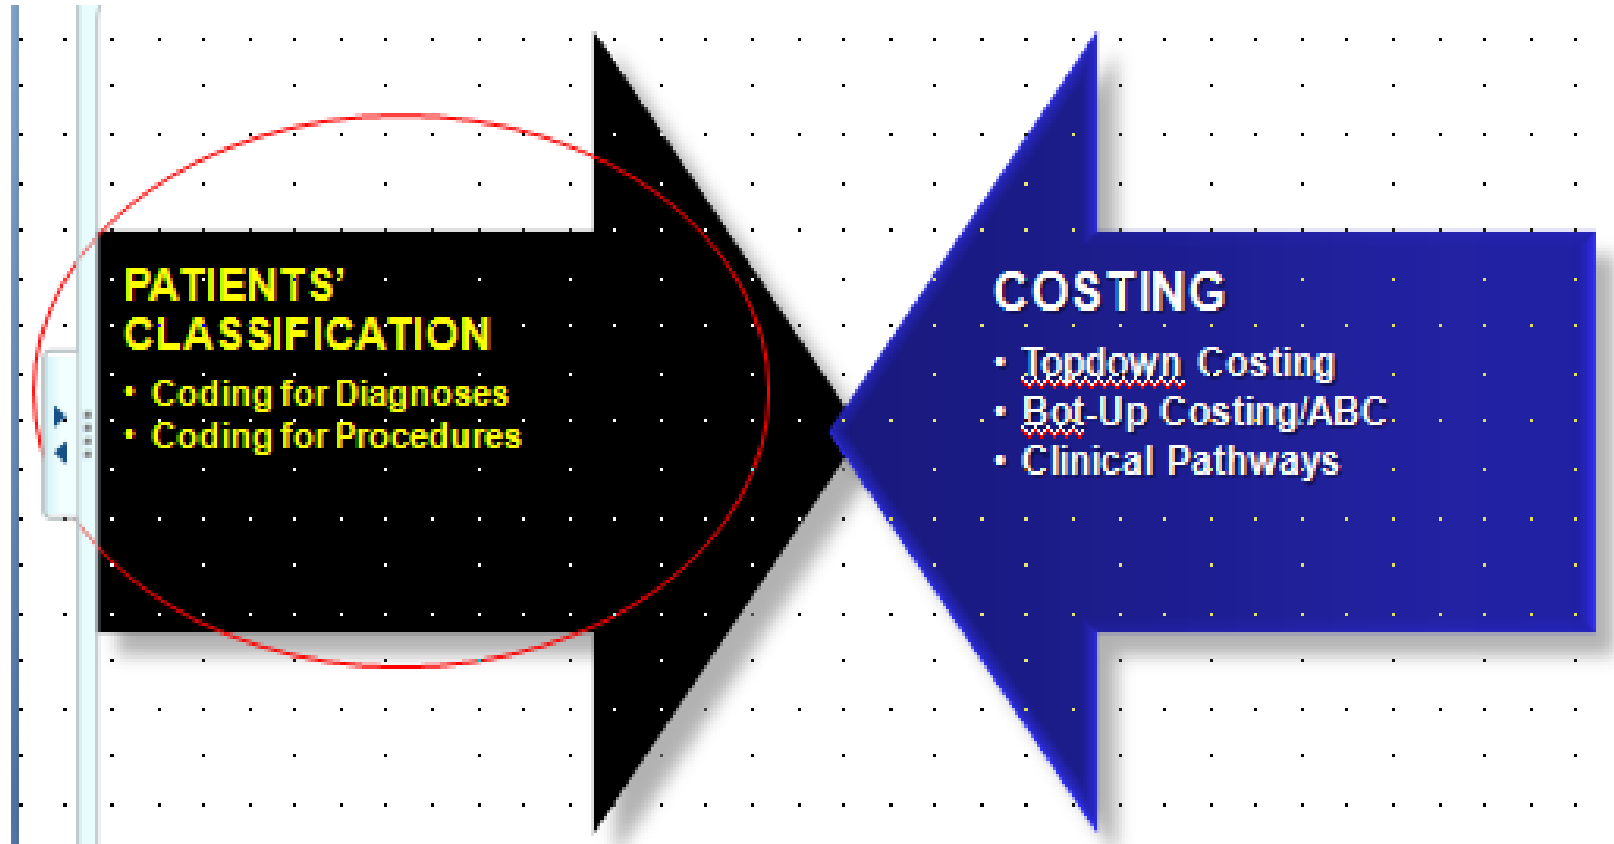 PATIENTS’
CLASSIFICATION
• Coding for Diagnoses
• Coding for Procedures
COSTING
• Topdown Costing
• Bot-Up Costing/ABC
• Clinical Pathways